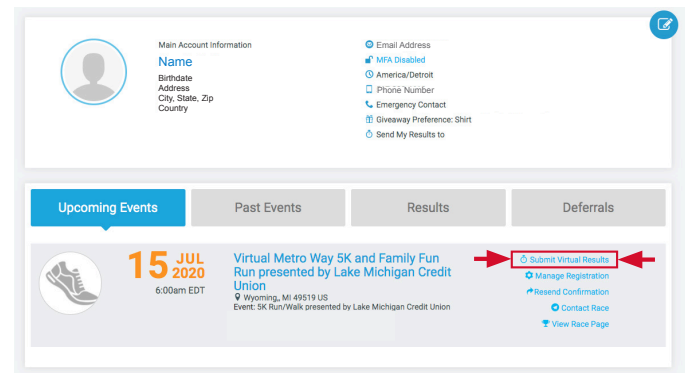 Main Account Information
Name
Birthdate
Address
City, State, Zip
Country
Email Address
MFA Disabled
America/Detroit
Phone Number
Emergency Contact
Giveaway Preference: Shirt
Send My Results to
Upcoming Events
Past Events
Results
Deferrals
15 JUL
2020
6:00am EDT
Virtual Metro Way 5K and Family Fun
Run presented by Lake Michigan Credit
Union
Wyoming,, MI 49519 US
Event: 5K Run/Walk presented by Lake Michigan Credit Union
Submit Virtual Results
Manage Registration
Resend Confirmation
Contact Race
View Race Page